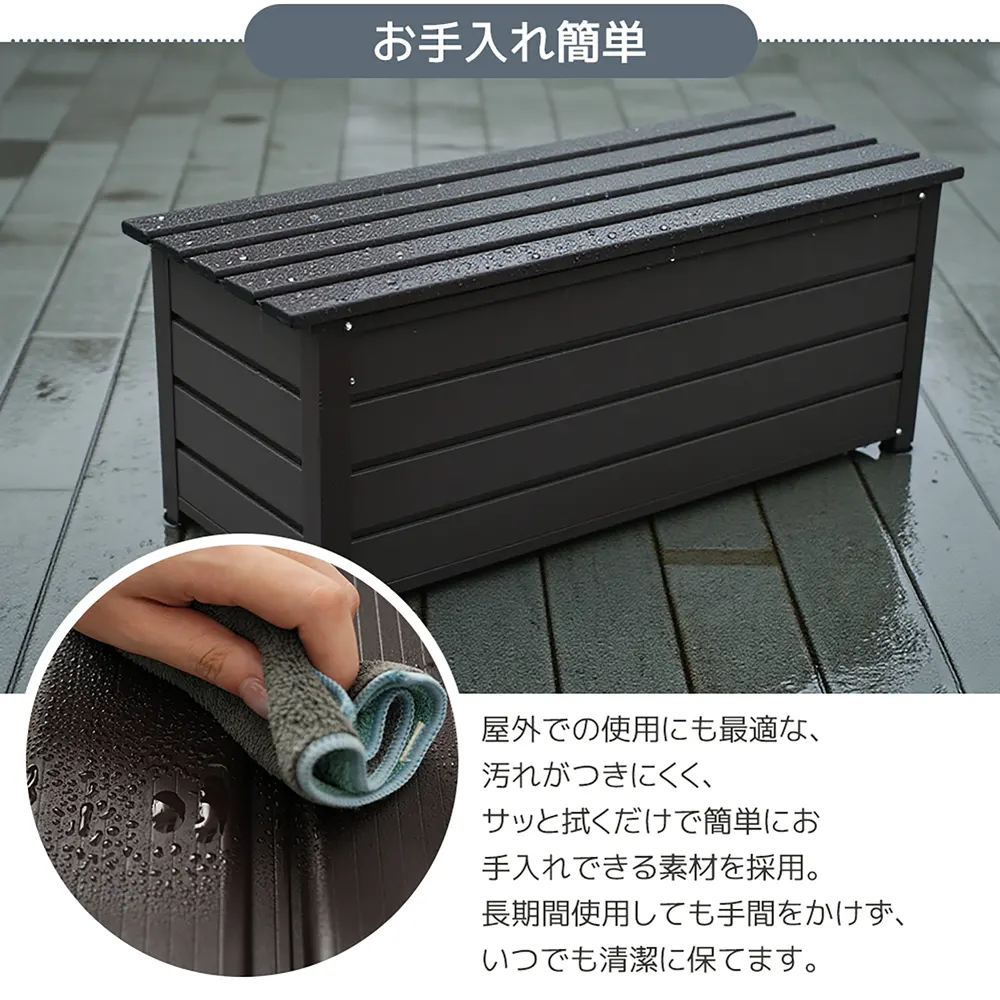 お手入れ簡単
屋外での使用にも最適な、
汚れがつきにくく、
サッと拭くだけで簡単にお
手入れできる素材を採用。
長期間使用しても手間をかけず、
いつでも清潔に保てます。